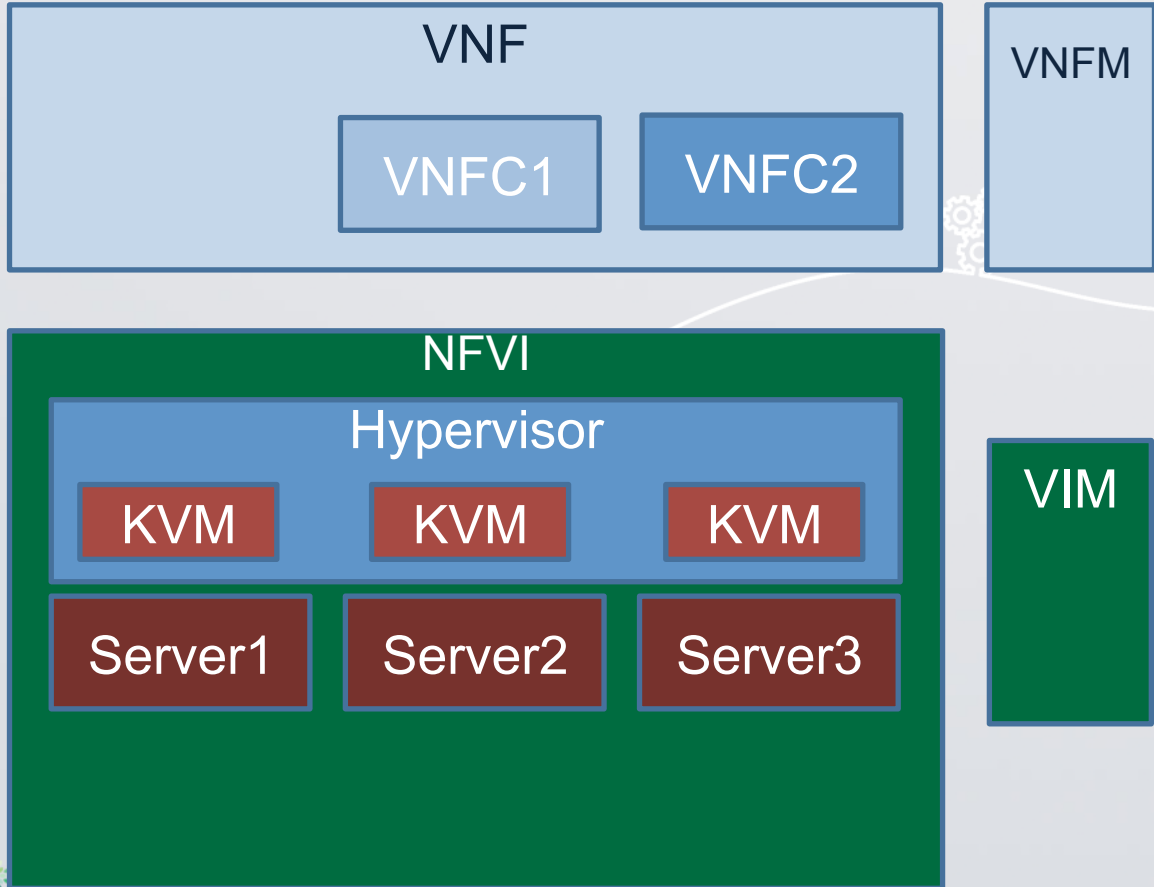 VNF
VNFM
VNFC1
VNFC2
NFVI
Hypervisor
VIM
KVM
KVM
KVM
Server1
Server2
Server3